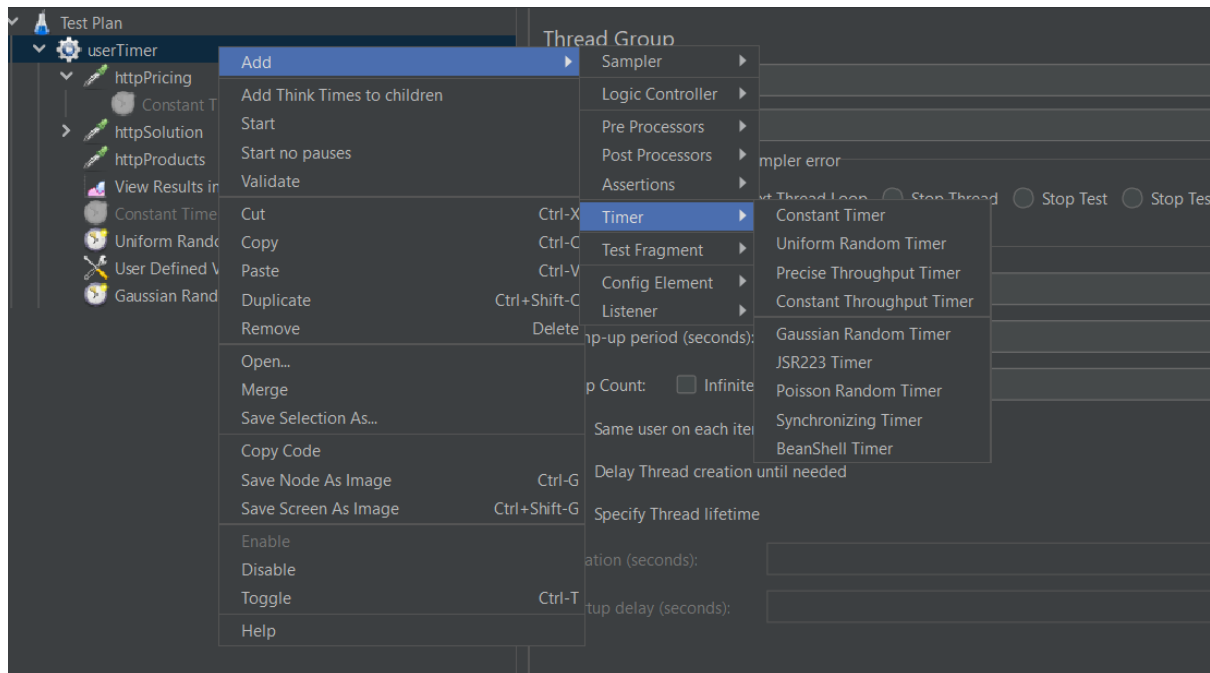 Test Plan
userTimer
httpPricing
Constant T
httpSolution
httpProducts
View Results in
Constant Time
Uniform Rando
User Defined V
Gaussian Rand
Add
Add Think Times to children
Start
Start no pauses
Validate
Cut Ctrl-X
Copy Ctrl-C
Paste Ctrl-V
Duplicate Ctrl+Shift-C
Remove Delete
Open...
Merge
Save Selection As...
Copy Code
Save Node As Image Ctrl-G
Save Screen As Image Ctrl+Shift-G
Enable
Disable
Toggle Ctrl-T
Help
Thread Group
Sampler
Logic Controller
Pre Processors
Post Processors
Assertions
Timer
Test Fragment
Config Element
Listener
Constant Timer
Uniform Random Timer
Precise Throughput Timer
Constant Throughput Timer
Gaussian Random Timer
JSR223 Timer
Poisson Random Timer
Synchronizing Timer
BeanShell Timer
mpler error
xt Thread Loop Stop Thread Stop Test Stop Tes
mp-up period (seconds):
p Count: Infinite
Same user on each iter
Delay Thread creation until needed
Specify Thread lifetime
ation (seconds):
tup delay (seconds):